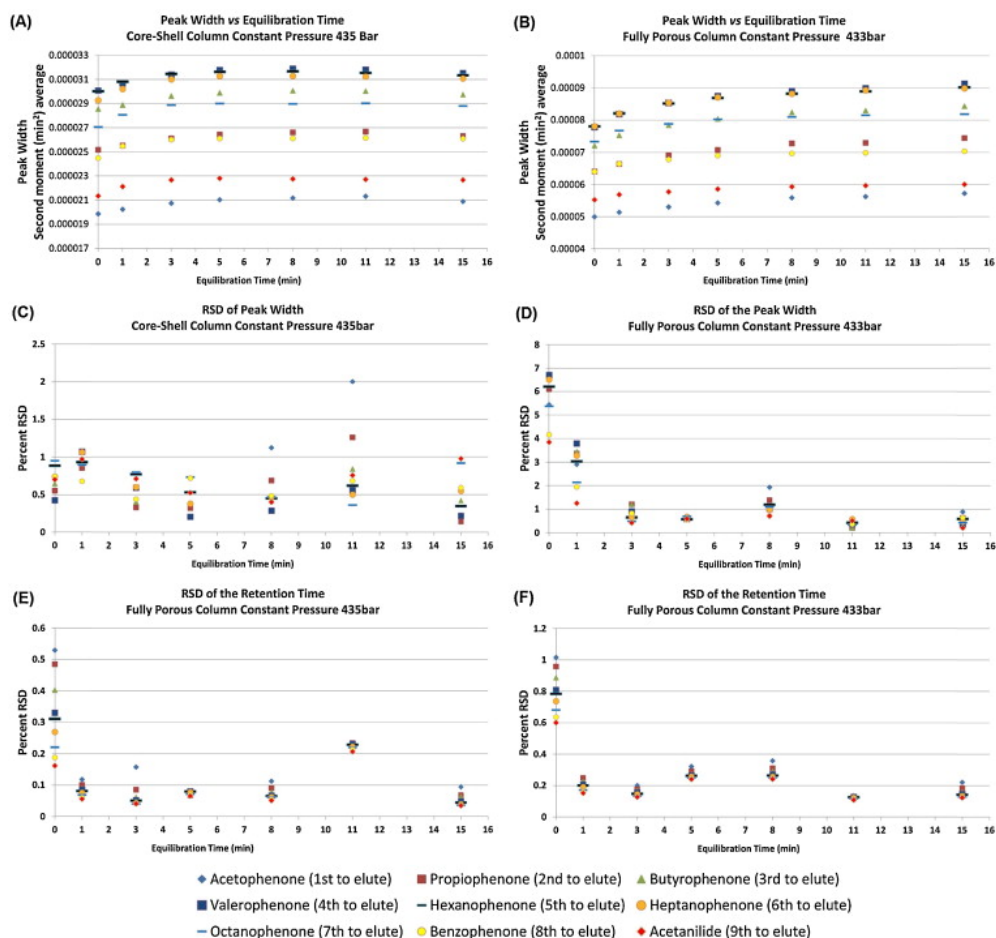 (A)
Peak Width vs Equilibration Time
Core-Shell Column Constant Pressure 435 Bar
Peak Width
Second moment (min²) average
0.000033
0.000031
0.000029
0.000027
0.000025
0.000023
0.000021
0.000019
0.000017
0 1 2 3 4 5 6 7 8 9 10 11 12 13 14 15 16
Equilibration Time (min)
(B)
Peak Width vs Equilibration Time
Fully Porous Column Constant Pressure 433bar
Peak Width
Second moment (min²) average
0.0001
0.00009
0.00008
0.00007
0.00006
0.00005
0.00004
0 1 2 3 4 5 6 7 8 9 10 11 12 13 14 15 16
Equilibration Time (min)
(C)
RSD of Peak Width
Core-Shell Column Constant Pressure 435bar
Percent RSD
2.5
2
1.5
1
0.5
0
0 1 2 3 4 5 6 7 8 9 10 11 12 13 14 15 16
Equilibration Time (min)
(D)
RSD of the Peak Width
Fully Porous Column Constant Pressure 433bar
Percent RSD
8
7
6
5
4
3
2
1
0
0 1 2 3 4 5 6 7 8 9 10 11 12 13 14 15 16
Equilibration Time (min)
(E)
RSD of the Retention Time
Fully Porous Column Constant Pressure 435bar
Percent RSD
0.6
0.5
0.4
0.3
0.2
0.1
0
0 1 2 3 4 5 6 7 8 9 10 11 12 13 14 15 16
Equilibration Time (min)
(F)
RSD of the Retention Time
Fully Porous Column Constant Pressure 433bar
Percent RSD
1.2
1
0.8
0.6
0.4
0.2
0
0 1 2 3 4 5 6 7 8 9 10 11 12 13 14 15 16
Equilibration Time (min)
Acetophenone (1st to elute) Propiophenone (2nd to elute) Butyrophenone (3rd to elute)
Valerophenone (4th to elute) Hexanophenone (5th to elute) Heptanophenone (6th to elute)
Octanophenone (7th to elute) Benzophenone (8th to elute) Acetanilide (9th to elute)